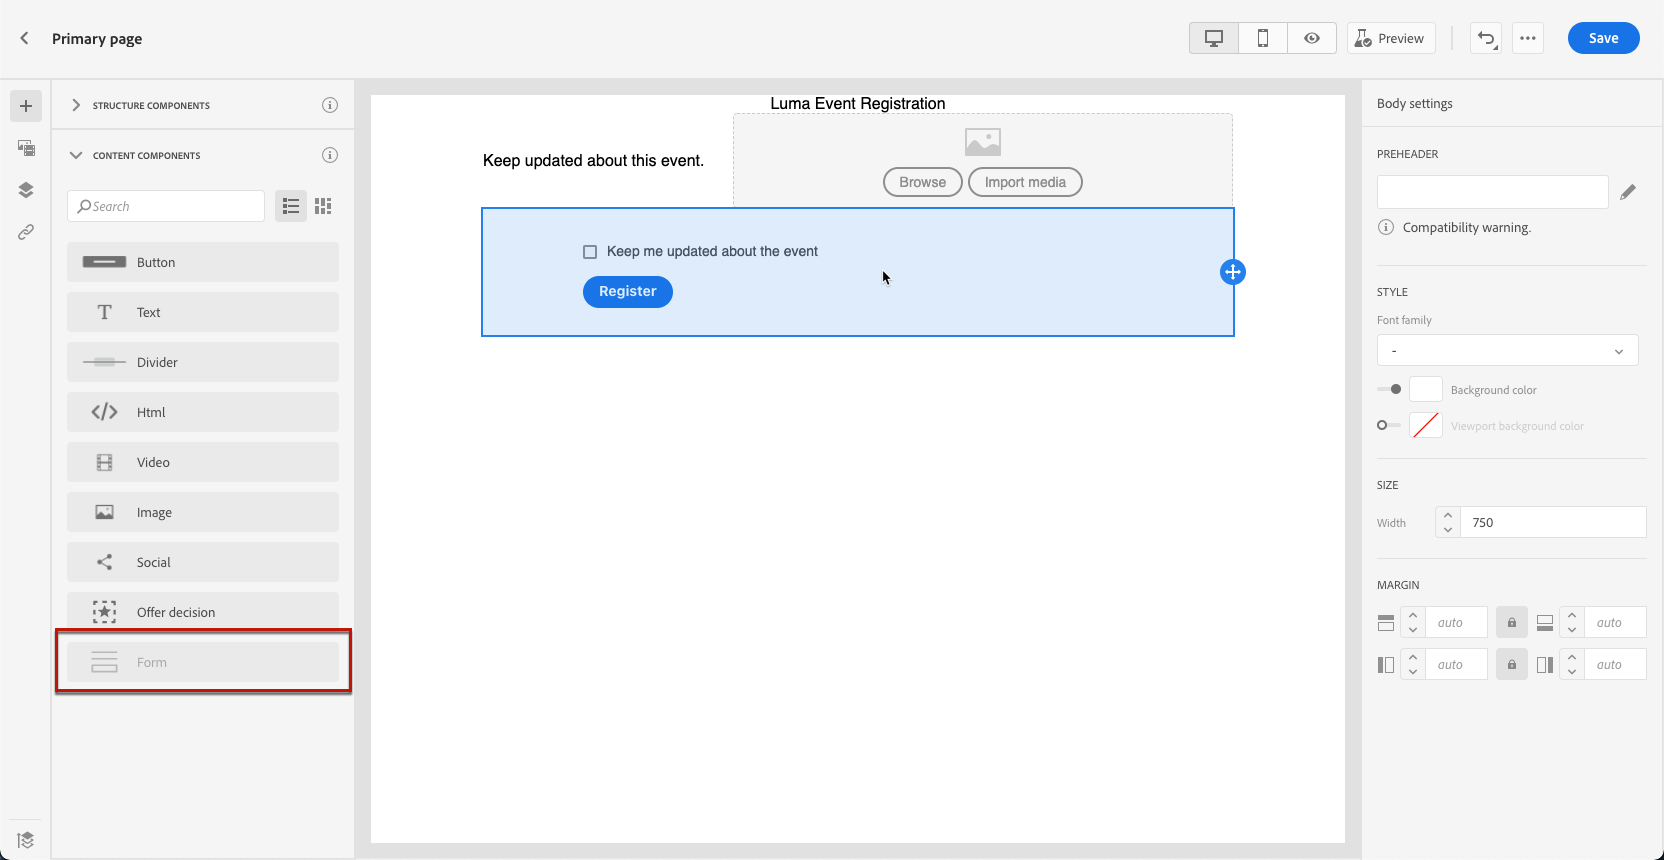 Primary page
Preview
Save
STRUCTURE COMPONENTS
CONTENT COMPONENTS
Search
Button
Text
Divider
Html
Video
Image
Social
Offer decision
Form
Luma Event Registration
Keep updated about this event.
Browse
Import media
Keep me updated about the event
Register
Body settings
PREHEADER
Compatibility warning.
STYLE
Font family
-
Background color
Viewport background color
SIZE
Width
750
MARGIN
auto
auto
auto
auto